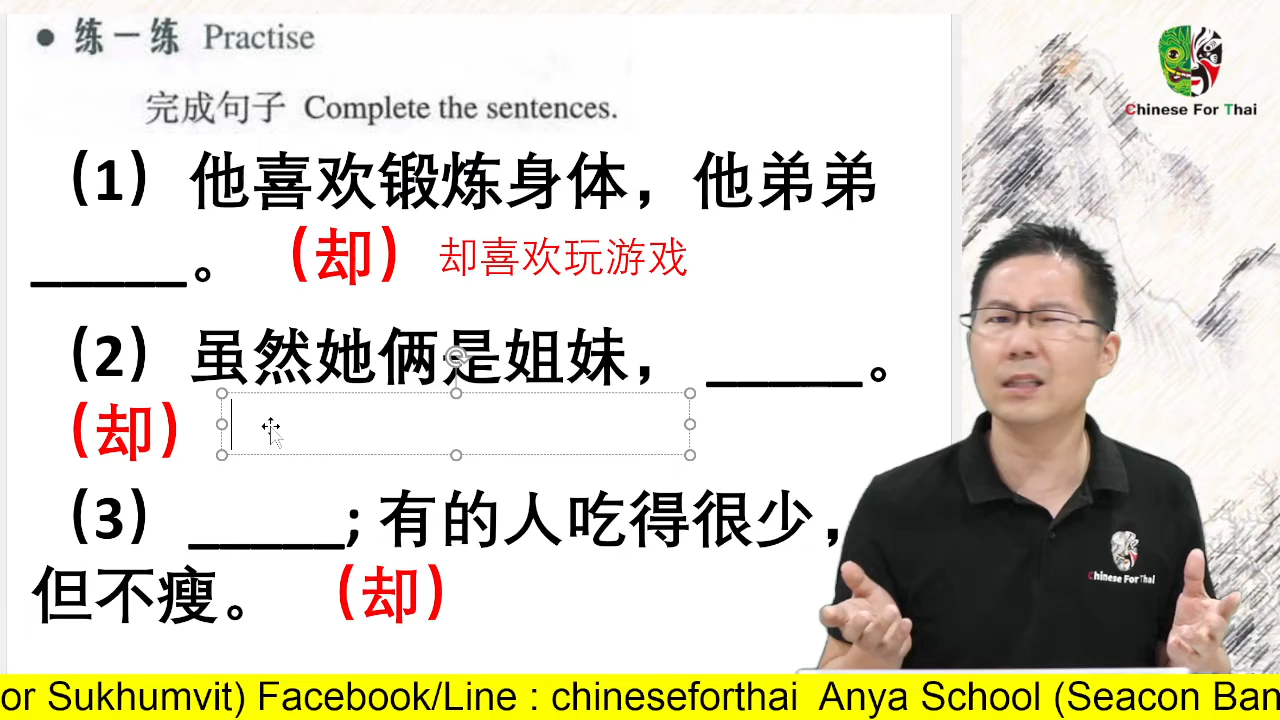 ● 练一练 Practise
完成句子 Complete the sentences.
（1）他喜欢锻炼身体，他弟弟
_____。（却） 却喜欢玩游戏
（2）虽然她俩是姐妹，_____。
（却）
（3）_____; 有的人吃得很少，
但不瘦。（却）
Chinese For Thai
Chinese For Thai
or Sukhumvit) Facebook/Line : chineseforthai Anya School (Seacon Ban